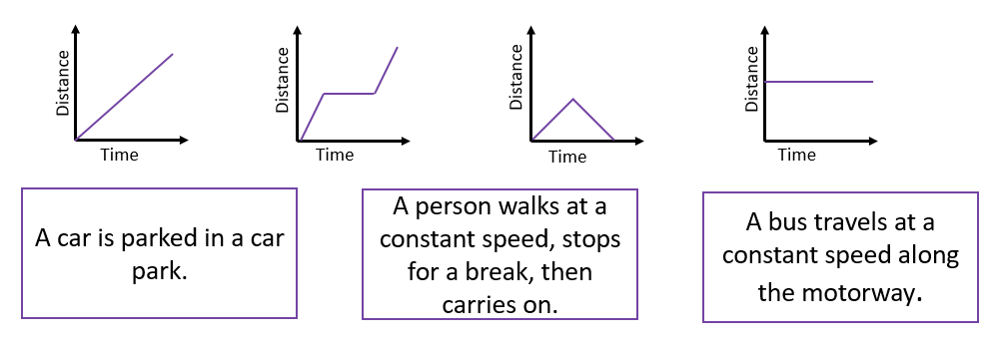 Distance
Time
Distance
Time
Distance
Time
Distance
Time
A car is parked in a car
park.
A person walks at a
constant speed, stops
for a break, then
carries on.
A bus travels at a
constant speed along
the motorway.